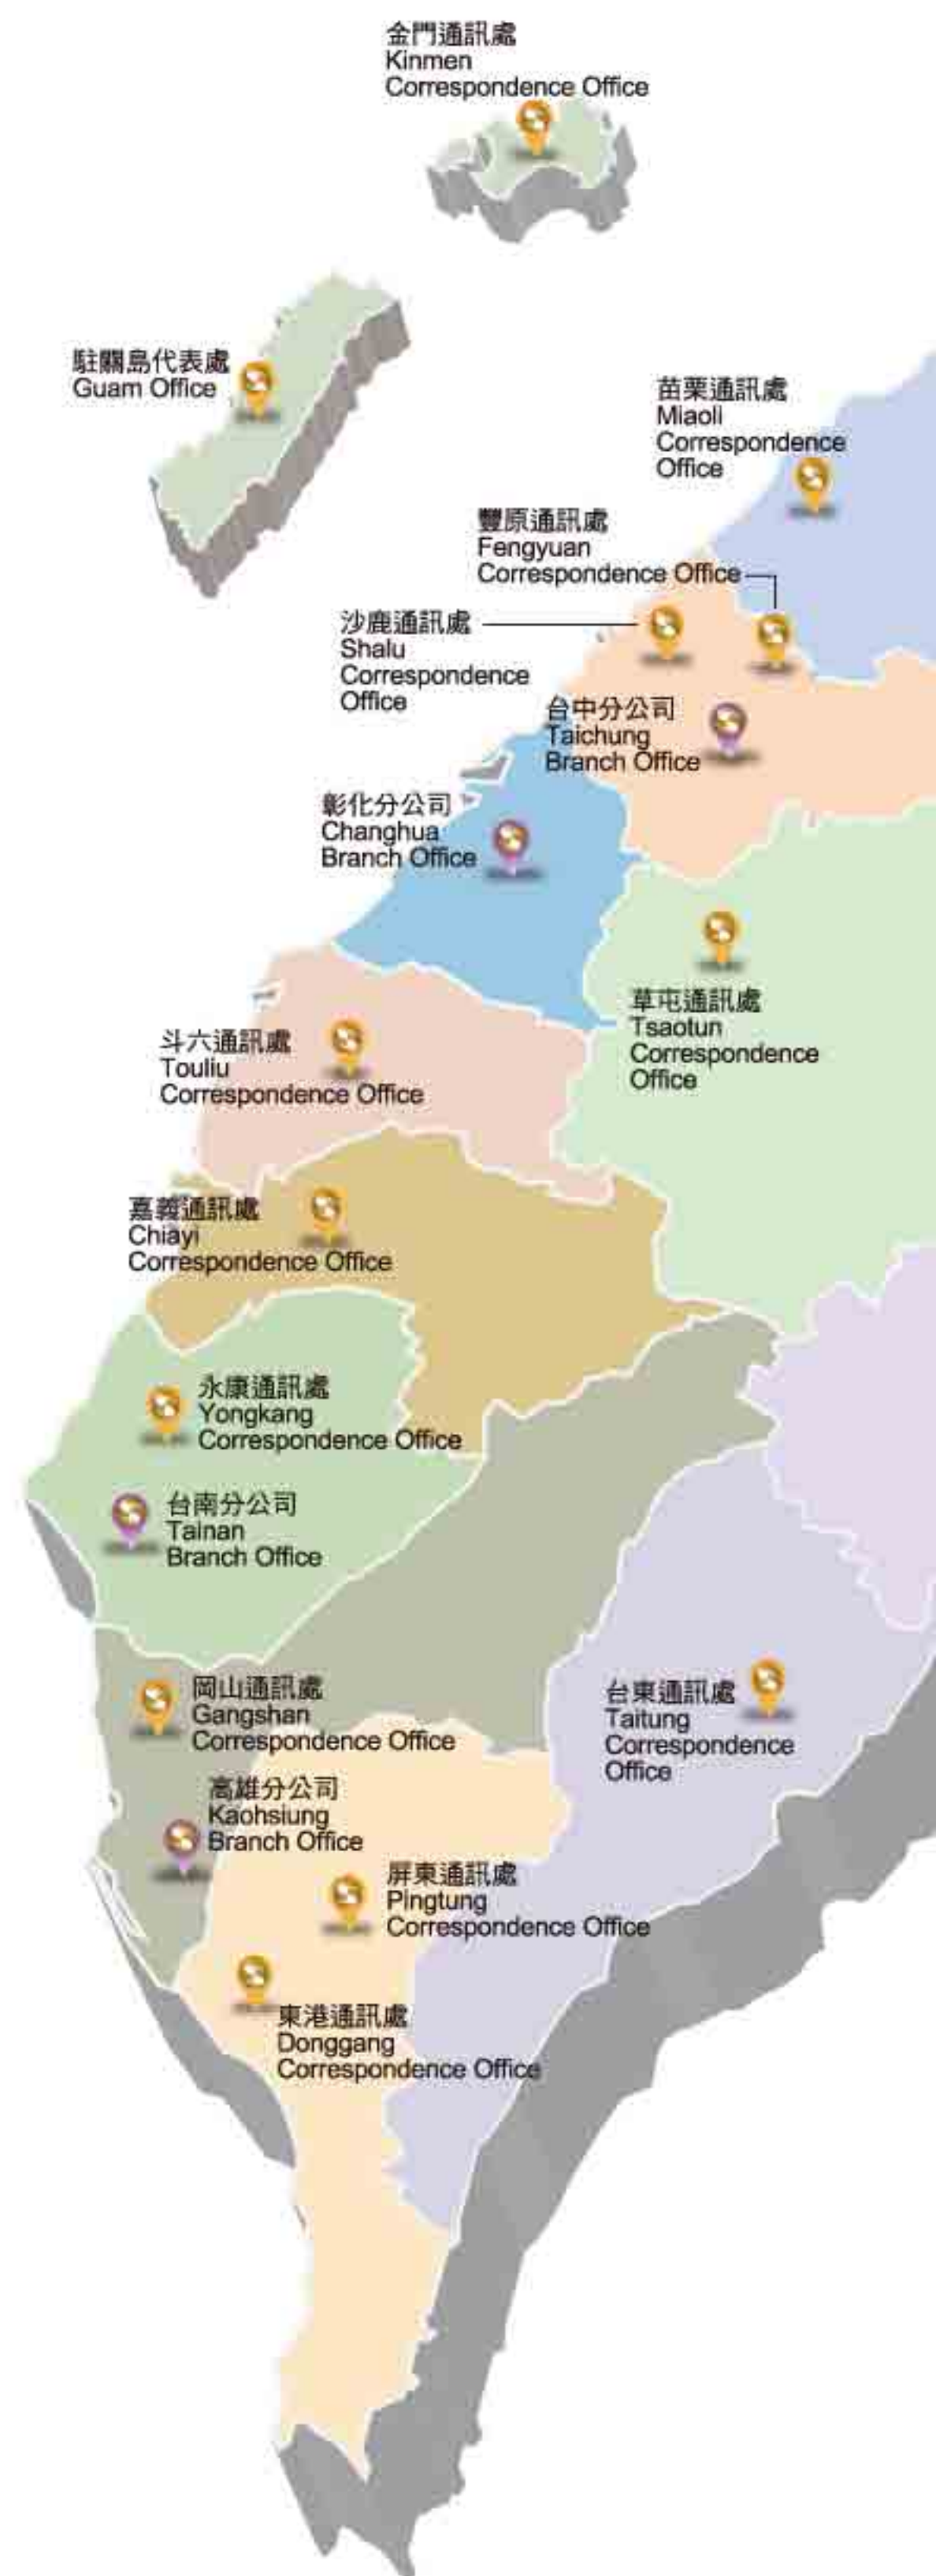 金門通訊處
Kinmen
Correspondence Office
駐關島代表處
Guam Office
苗栗通訊處
Miaoli
Correspondence
Office
豐原通訊處
Fengyuan
Correspondence Office
沙鹿通訊處
Shalu
Correspondence
Office
台中分公司
Taichung
Branch Office
彰化分公司
Changhua
Branch Office
草屯通訊處
Tsaotun
Correspondence
Office
斗六通訊處
Touliu
Correspondence Office
嘉義通訊處
Chiayi
Correspondence Office
永康通訊處
Yongkang
Correspondence Office
台南分公司
Tainan
Branch Office
岡山通訊處
Gangshan
Correspondence Office
台東通訊處
Taitung
Correspondence
Office
高雄分公司
Kaohsiung
Branch Office
屏東通訊處
Pingtung
Correspondence Office
東港通訊處
Donggang
Correspondence Office